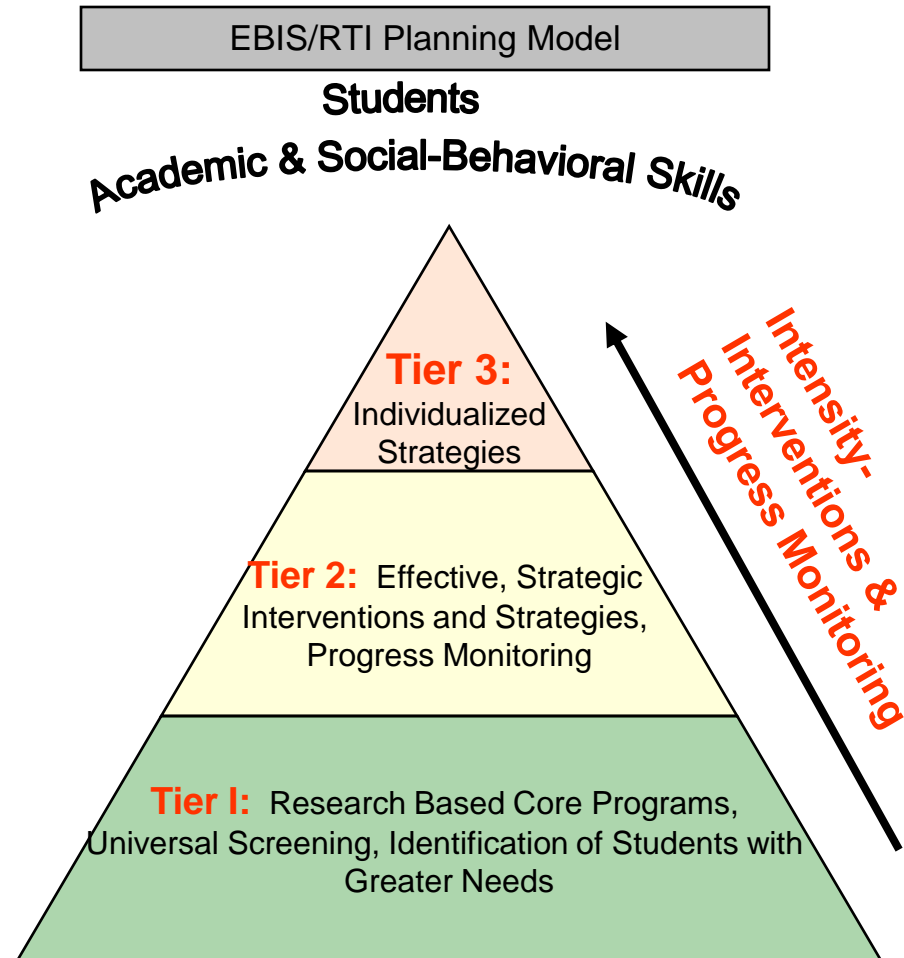 EBIS/RTI Planning Model
Students
Academic & Social-Behavioral Skills
Tier 3:
Individualized
Strategies
Tier 2: Effective, Strategic
Interventions and Strategies,
Progress Monitoring
Tier I: Research Based Core Programs,
Universal Screening, Identification of Students with
Greater Needs
Intensity-
Interventions &
Progress Monitoring